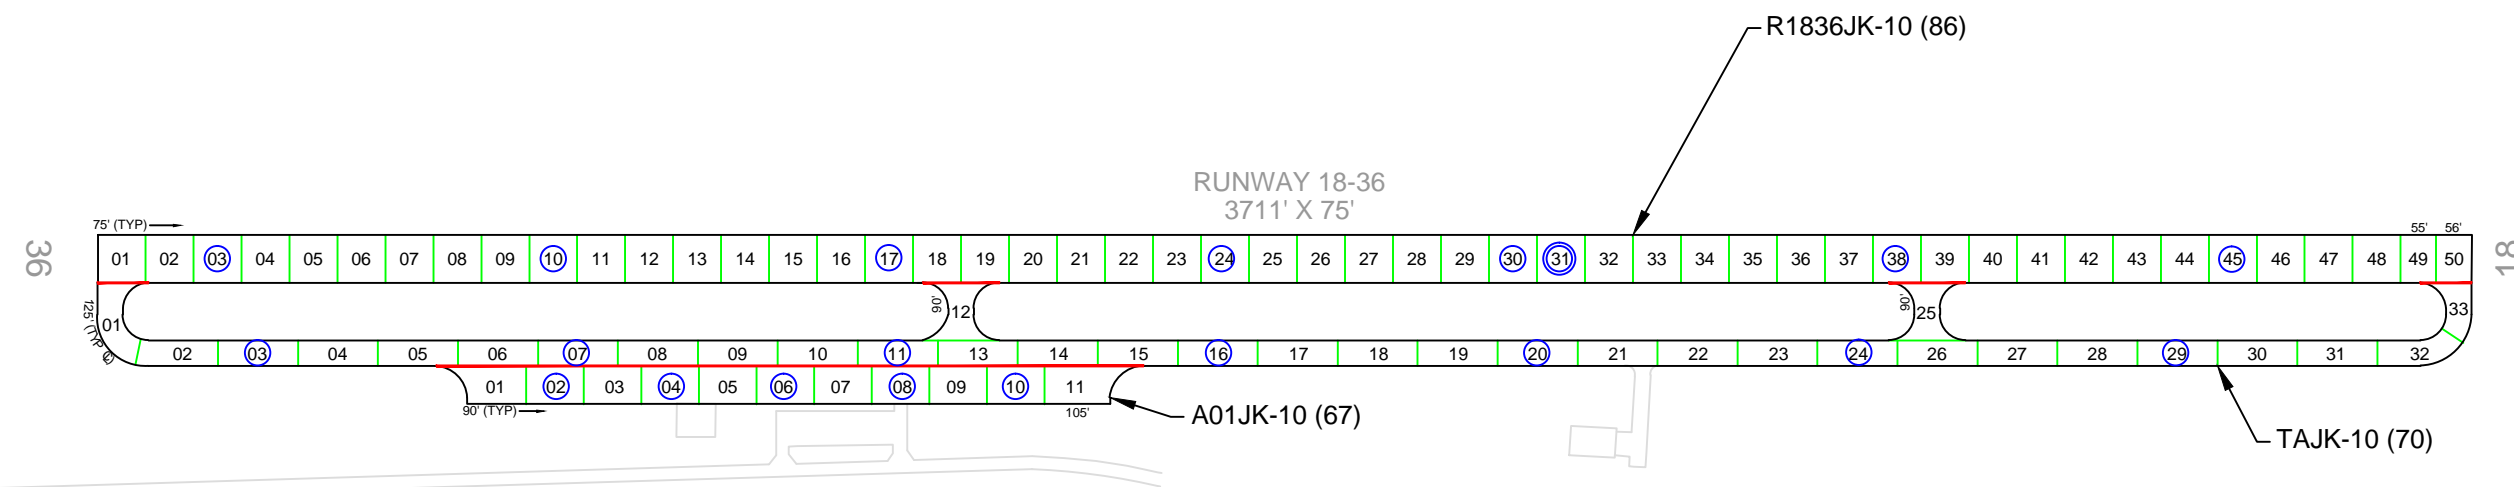 R1836JK-10 (86)
RUNWAY 18-36
3711' X 75'
75' (TYP)
55' 56'
36
01 02 03 04 05 06 07 08 09 10 11 12 13 14 15 16 17 18 19 20 21 22 23 24 25 26 27 28 29 30 31 32 33 34 35 36 37 38 39 40 41 42 43 44 45 46 47 48 49 50
18
125' (TYP ℄)
01
90'
12
90'
25
33
02 03 04 05 06 07 08 09 10 11 13 14 15 16 17 18 19 20 21 22 23 24 26 27 28 29 30 31 32
01 02 03 04 05 06 07 08 09 10 11
90' (TYP)
105'
A01JK-10 (67)
TAJK-10 (70)